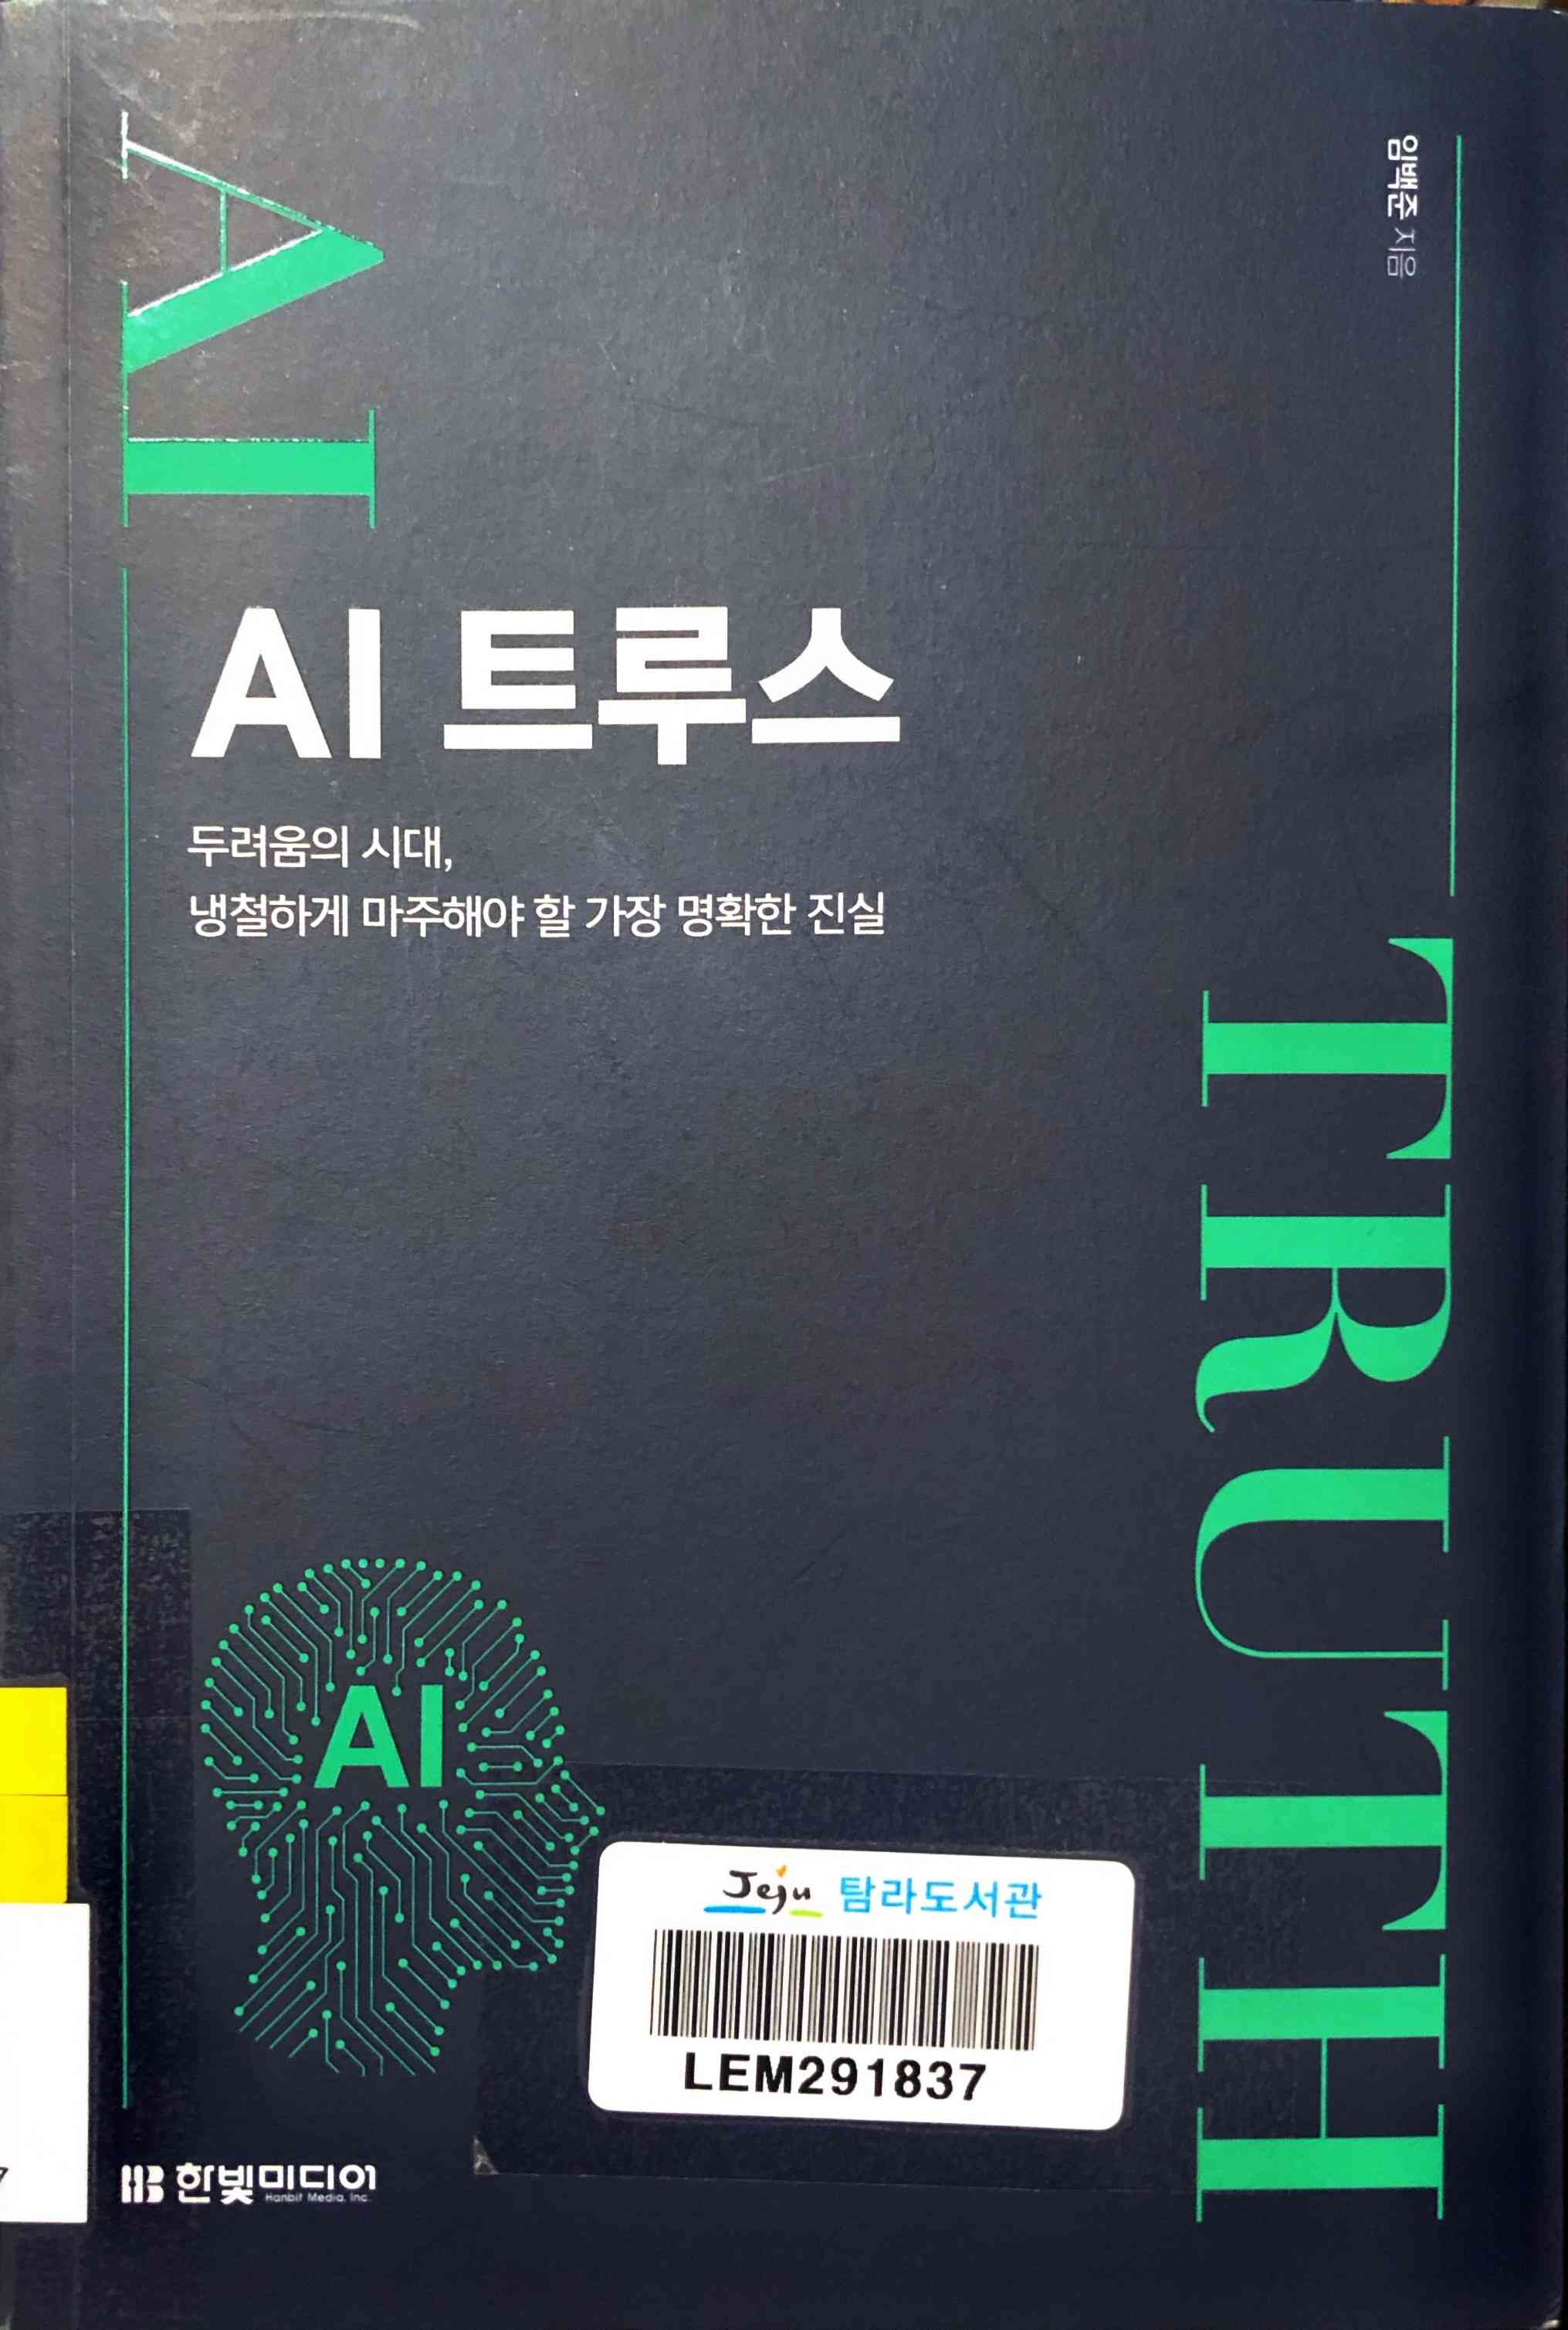 임백준 지음
AI
AI 트루스
두려움의 시대,
냉철하게 마주해야 할 가장 명확한 진실
TRUTH
AI
Jeju 탐라도서관
LEM291837
한빛미디어
Hanbit Media, Inc.
7